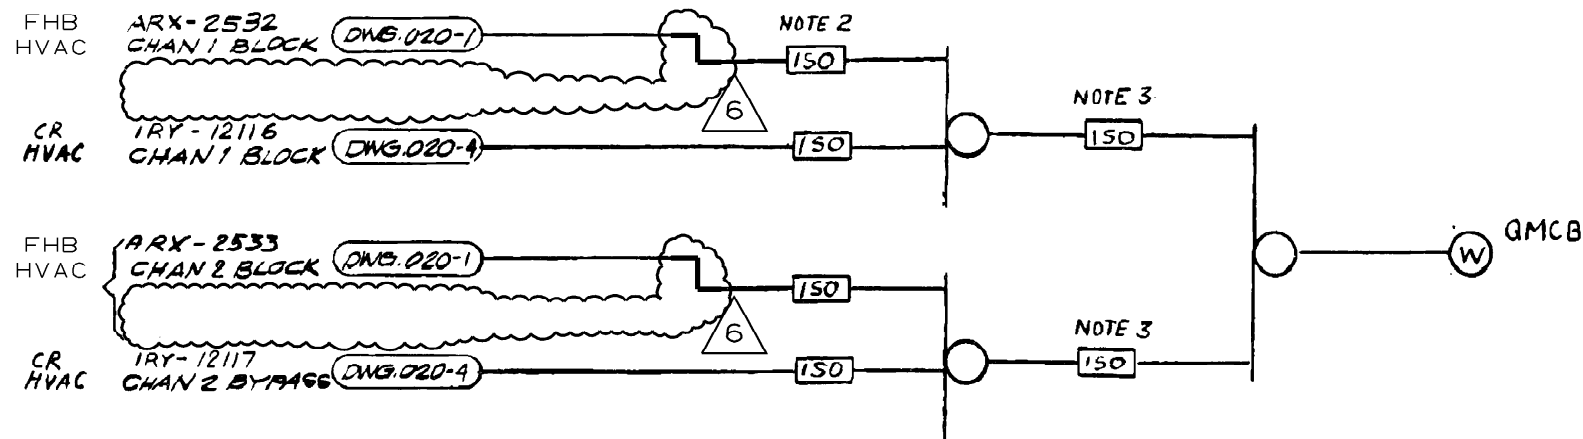 FHB
HVAC
ARX-2532
CHAN 1 BLOCK
DWG.020-1
NOTE 2
ISO
6
NOTE 3
ISO
CR
HVAC
1RY-12116
CHAN 1 BLOCK
DWG.020-4
ISO
FHB
HVAC
ARX-2533
CHAN 2 BLOCK
DWG.020-1
ISO
6
W
QMCB
NOTE 3
ISO
CR
HVAC
1RY-12117
CHAN 2 BYPASS
DWG.020-4
ISO